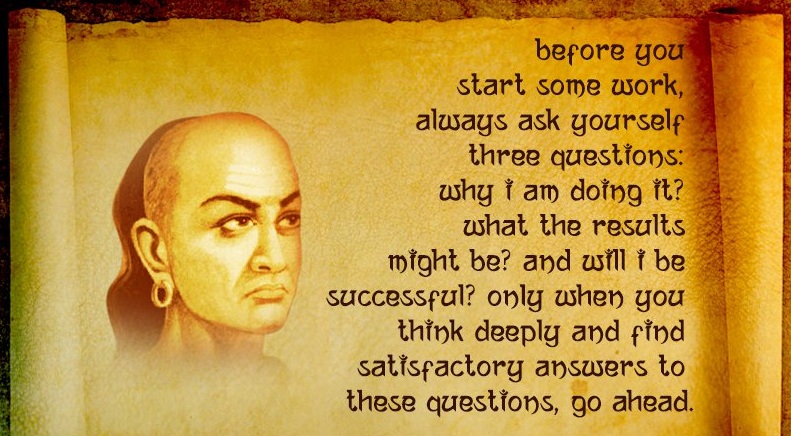 before you
start some work,
always ask yourself
three questions:
why i am doing it?
what the results
might be? and will i be
successful? only when you
think deeply and find
satisfactory answers to
these questions, go ahead.